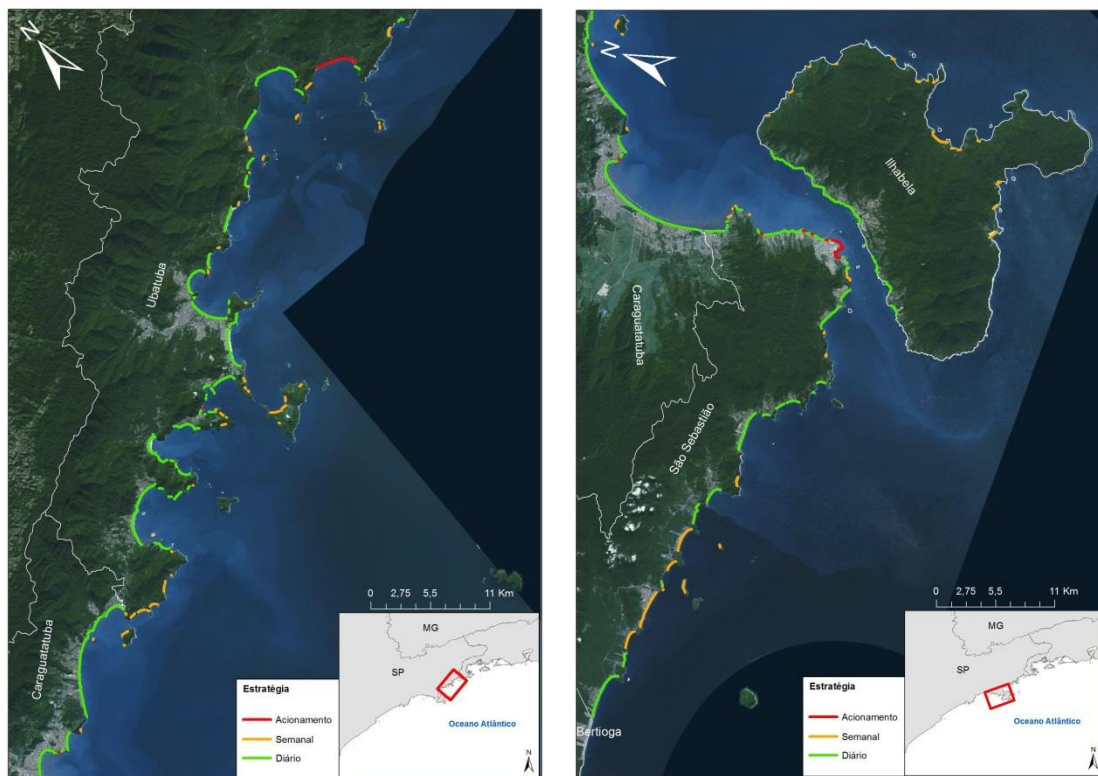 N
Ubatuba
Caraguatatuba
0 2,75 5,5 11 Km
Estratégia
Acionamento
Semanal
Diário
MG
SP
Oceano Atlântico
N
N
Ilhabela
Caraguatatuba
São Sebastião
Bertioga
0 2,75 5,5 11 Km
Estratégia
Acionamento
Semanal
Diário
MG
SP
Oceano Atlântico
N